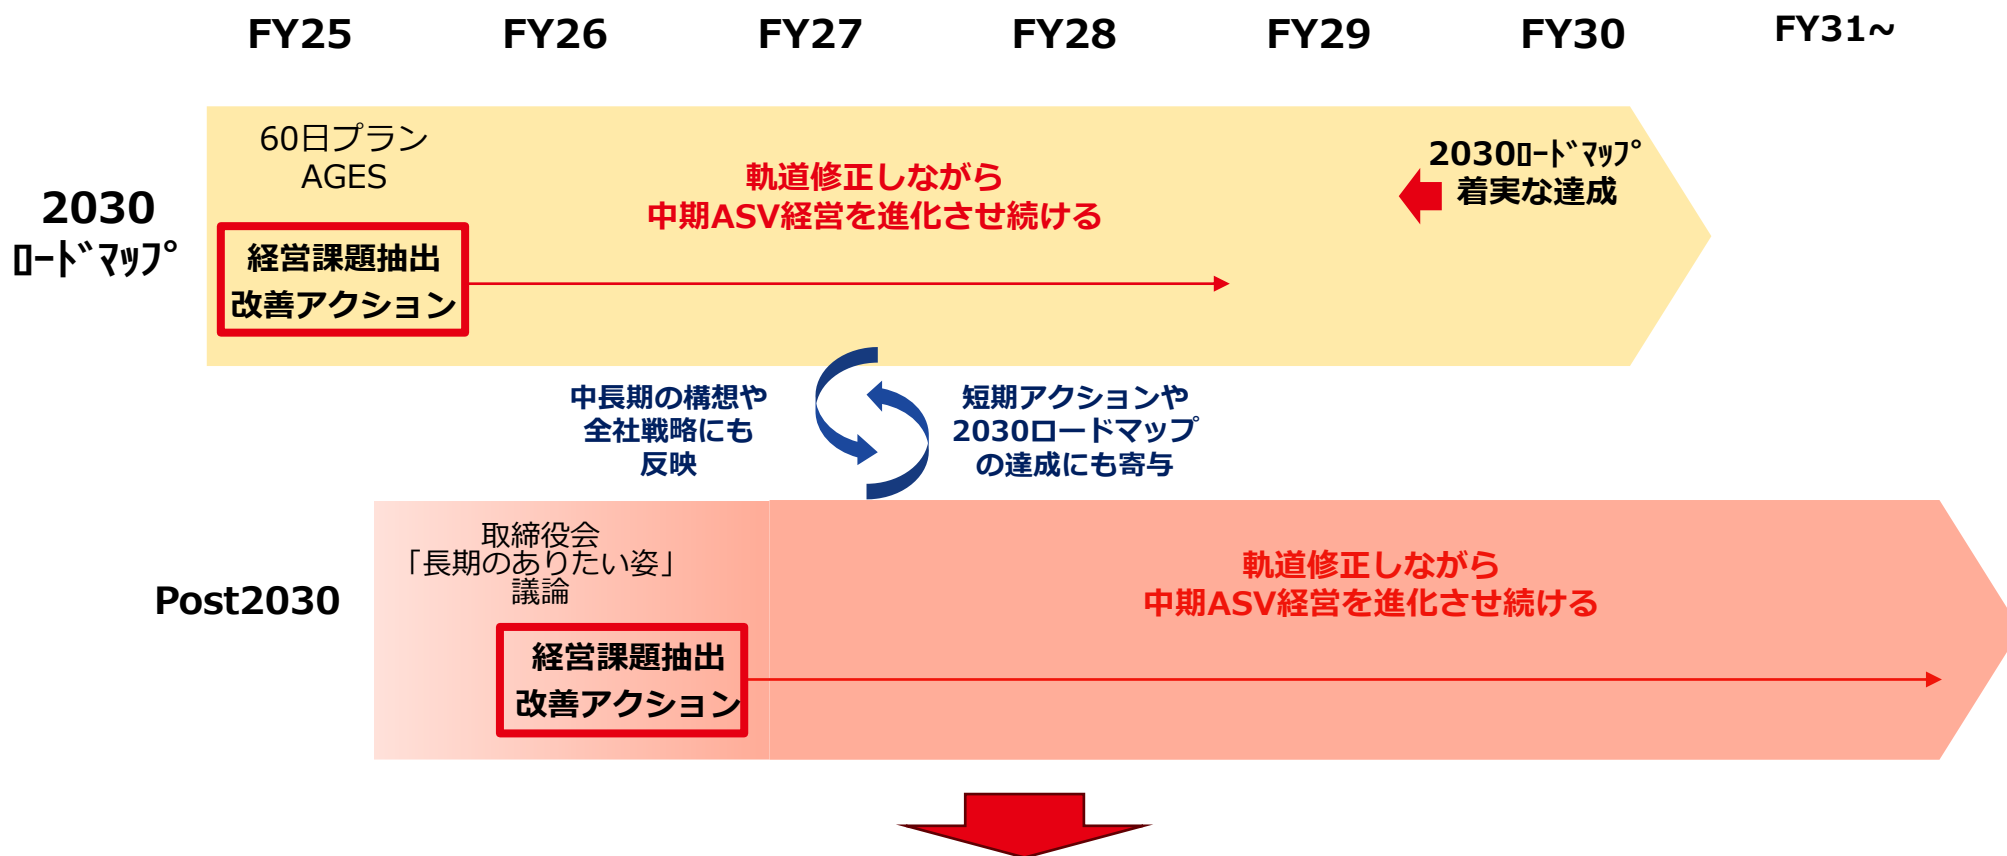 FY25 FY26 FY27 FY28 FY29 FY30 FY31~
2030
ﾛｰﾄﾞﾏｯﾌﾟ
60日プラン
AGES
経営課題抽出
改善アクション
軌道修正しながら
中期ASV経営を進化させ続ける
2030ﾛｰﾄﾞﾏｯﾌﾟ
着実な達成
中長期の構想や
全社戦略にも
反映
短期アクションや
2030ロードマップ
の達成にも寄与
Post2030
取締役会
「長期のありたい姿」
議論
経営課題抽出
改善アクション
軌道修正しながら
中期ASV経営を進化させ続ける